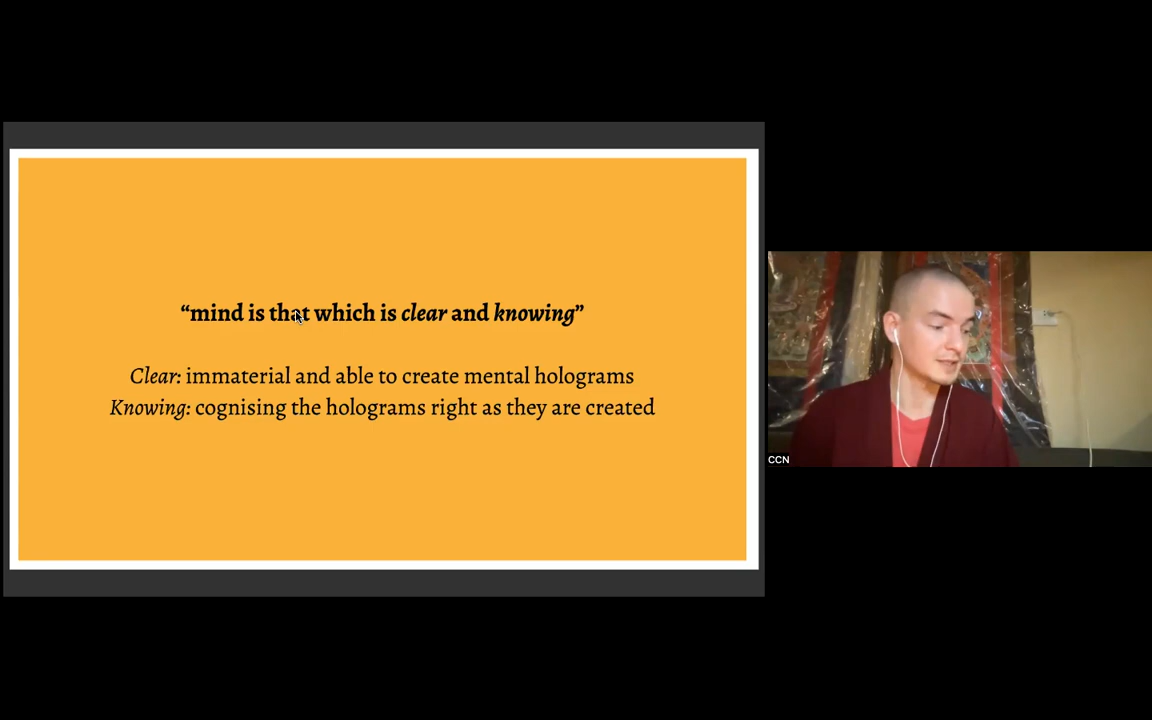 “mind is that which is clear and knowing”
Clear: immaterial and able to create mental holograms
Knowing: cognising the holograms right as they are created
CCN